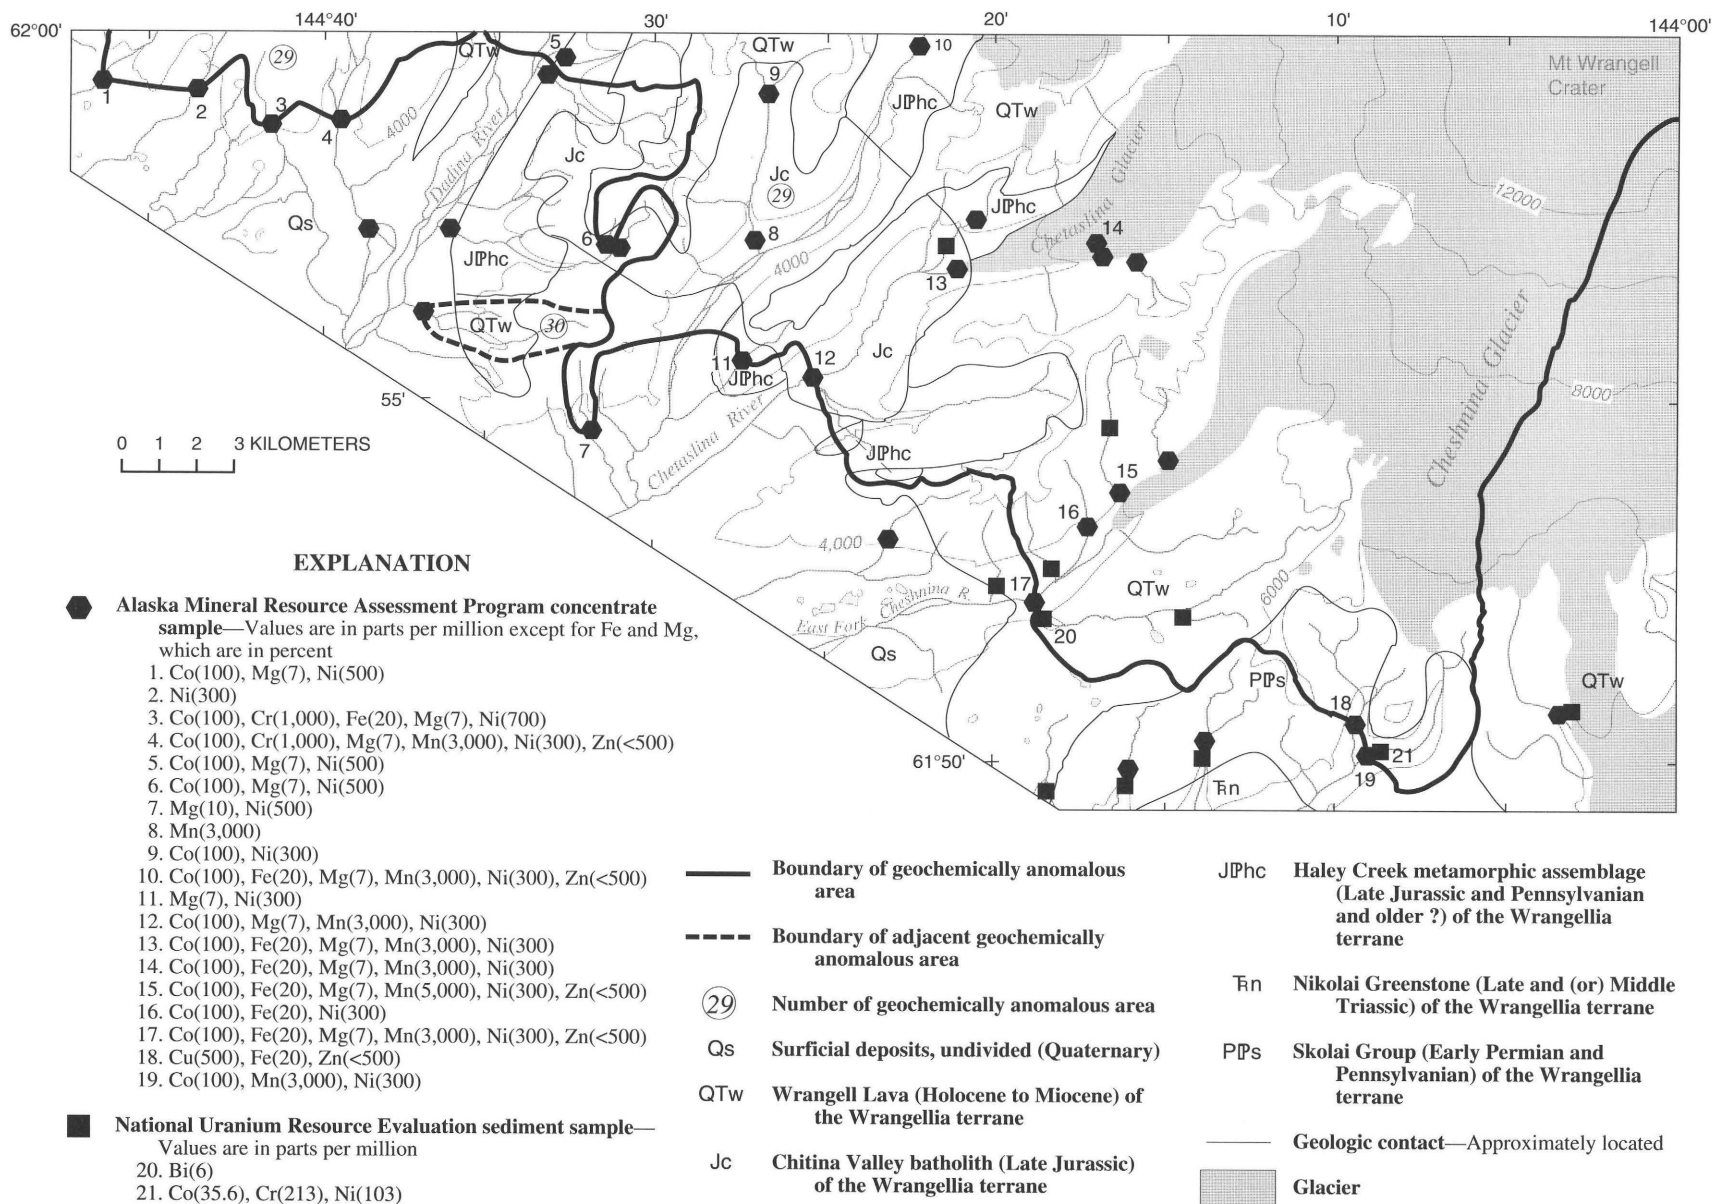 62°00'
144°40'
30'
20'
10'
144°00'
QTw
5
QTw
10
29
9
Mt Wrangell
Crater
1
2
3
4
4000
Jℙhc
QTw
Dadina River
Jc
Jc
29
Glacier
12000
Qs
6
8
JℙPhc
Chetaslina
14
JℙPhc
4000
13
QTw
30
Cheshnina Glacier
11
12
Jc
JℙPhc
8000
55'
7
Chetaslina River
JℙPhc
0 1 2 3 KILOMETERS
15
16
4,000
17
QTw
6000
Cheshnina R.
East Fork
20
Qs
PℙPs
18
QTw
61°50'
21
19
Ꞓn
EXPLANATION
Alaska Mineral Resource Assessment Program concentrate
sample—Values are in parts per million except for Fe and Mg,
which are in percent
1. Co(100), Mg(7), Ni(500)
2. Ni(300)
3. Co(100), Cr(1,000), Fe(20), Mg(7), Ni(700)
4. Co(100), Cr(1,000), Mg(7), Mn(3,000), Ni(300), Zn(<500)
5. Co(100), Mg(7), Ni(500)
6. Co(100), Mg(7), Ni(500)
7. Mg(10), Ni(500)
8. Mn(3,000)
9. Co(100), Ni(300)
10. Co(100), Fe(20), Mg(7), Mn(3,000), Ni(300), Zn(<500)
11. Mg(7), Ni(300)
12. Co(100), Mg(7), Mn(3,000), Ni(300)
13. Co(100), Fe(20), Mg(7), Mn(3,000), Ni(300)
14. Co(100), Fe(20), Mg(7), Mn(3,000), Ni(300)
15. Co(100), Fe(20), Mg(7), Mn(5,000), Ni(300), Zn(<500)
16. Co(100), Fe(20), Ni(300)
17. Co(100), Fe(20), Mg(7), Mn(3,000), Ni(300), Zn(<500)
18. Cu(500), Fe(20), Zn(<500)
19. Co(100), Mn(3,000), Ni(300)
National Uranium Resource Evaluation sediment sample—
Values are in parts per million
20. Bi(6)
21. Co(35.6), Cr(213), Ni(103)
Boundary of geochemically anomalous
area
Boundary of adjacent geochemically
anomalous area
29 Number of geochemically anomalous area
Qs Surficial deposits, undivided (Quaternary)
QTw Wrangell Lava (Holocene to Miocene) of
the Wrangellia terrane
Jc Chitina Valley batholith (Late Jurassic)
of the Wrangellia terrane
Jℙhc Haley Creek metamorphic assemblage
(Late Jurassic and Pennsylvanian
and older ?) of the Wrangellia
terrane
Ꞓn Nikolai Greenstone (Late and (or) Middle
Triassic) of the Wrangellia terrane
Pℙs Skolai Group (Early Permian and
Pennsylvanian) of the Wrangellia
terrane
Geologic contact—Approximately located
Glacier